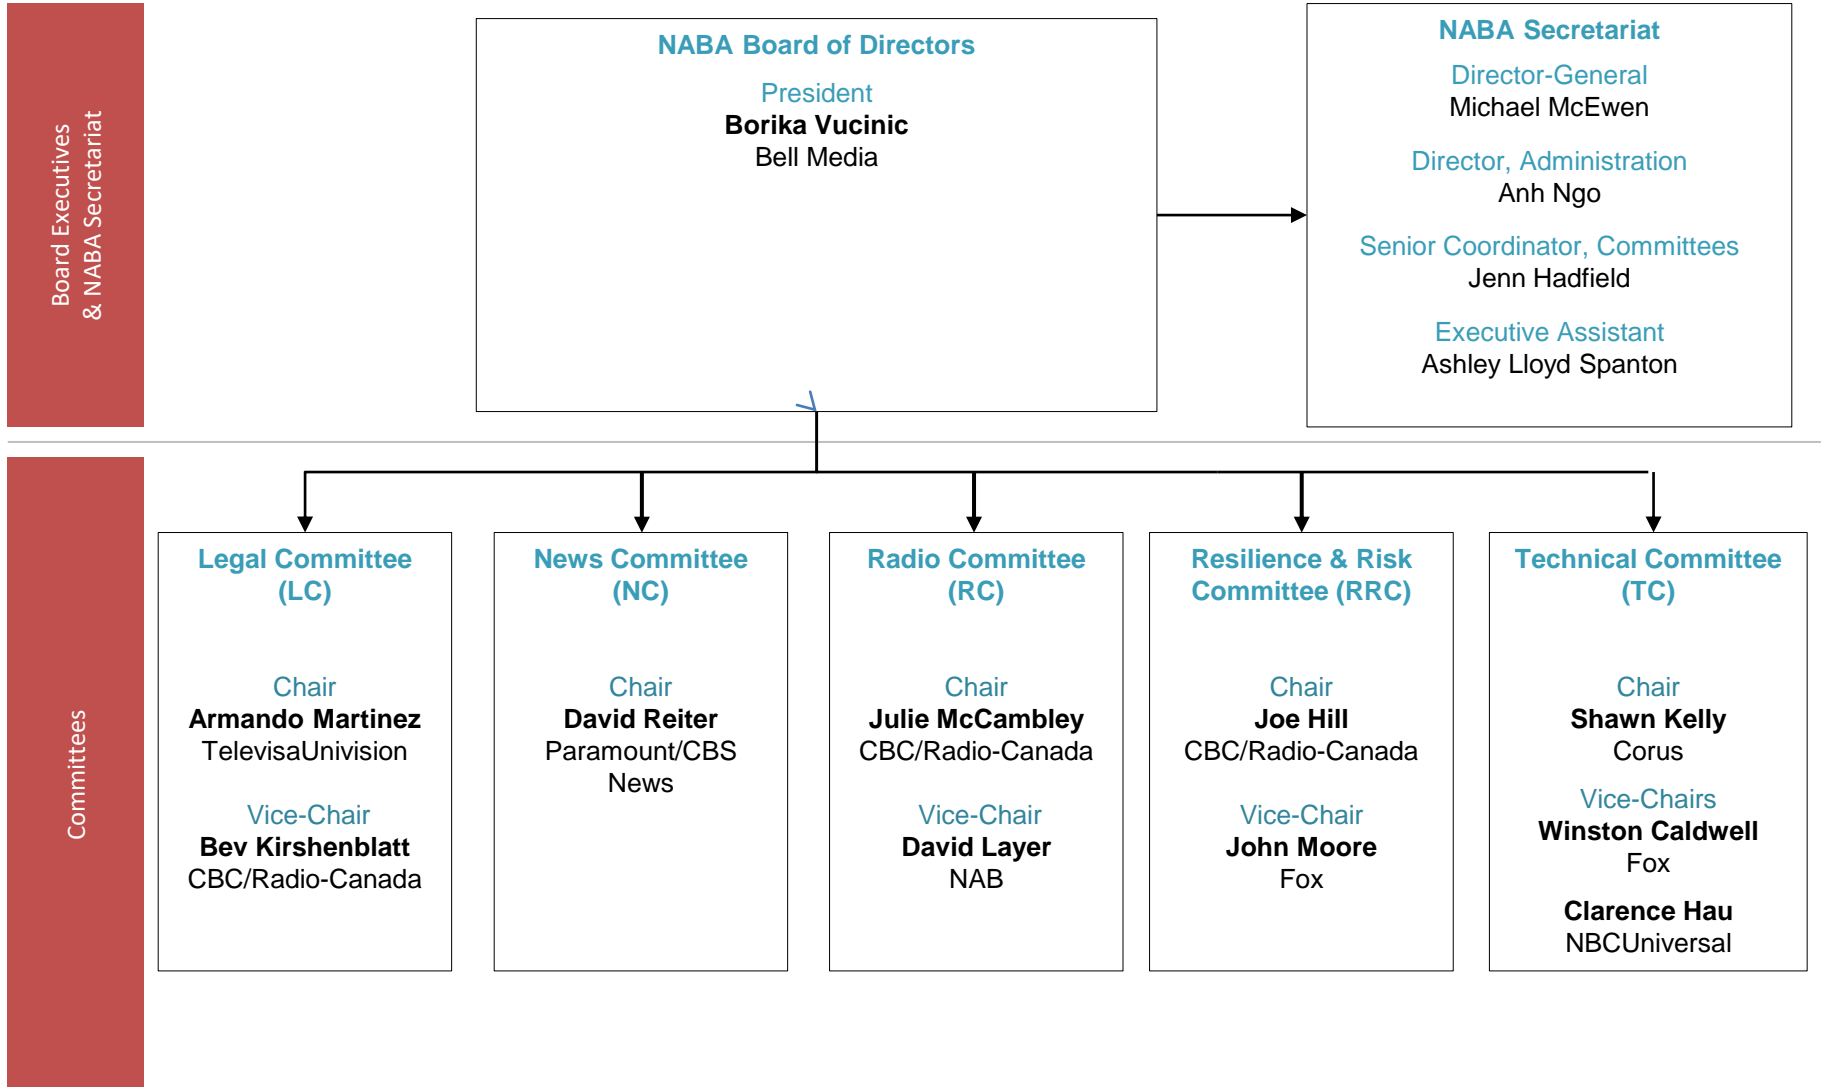 Board Executives
& NABA Secretariat
NABA Board of Directors
President
Borika Vucinic
Bell Media
NABA Secretariat
Director-General
Michael McEwen
Director, Administration
Anh Ngo
Senior Coordinator, Committees
Jenn Hadfield
Executive Assistant
Ashley Lloyd Spanton
Committees
Legal Committee
(LC)
Chair
Armando Martinez
TelevisaUnivision
Vice-Chair
Bev Kirshenblatt
CBC/Radio-Canada
News Committee
(NC)
Chair
David Reiter
Paramount/CBS
News
Radio Committee
(RC)
Chair
Julie McCambley
CBC/Radio-Canada
Vice-Chair
David Layer
NAB
Resilience & Risk
Committee (RRC)
Chair
Joe Hill
CBC/Radio-Canada
Vice-Chair
John Moore
Fox
Technical Committee
(TC)
Chair
Shawn Kelly
Corus
Vice-Chairs
Winston Caldwell
Fox
Clarence Hau
NBCUniversal